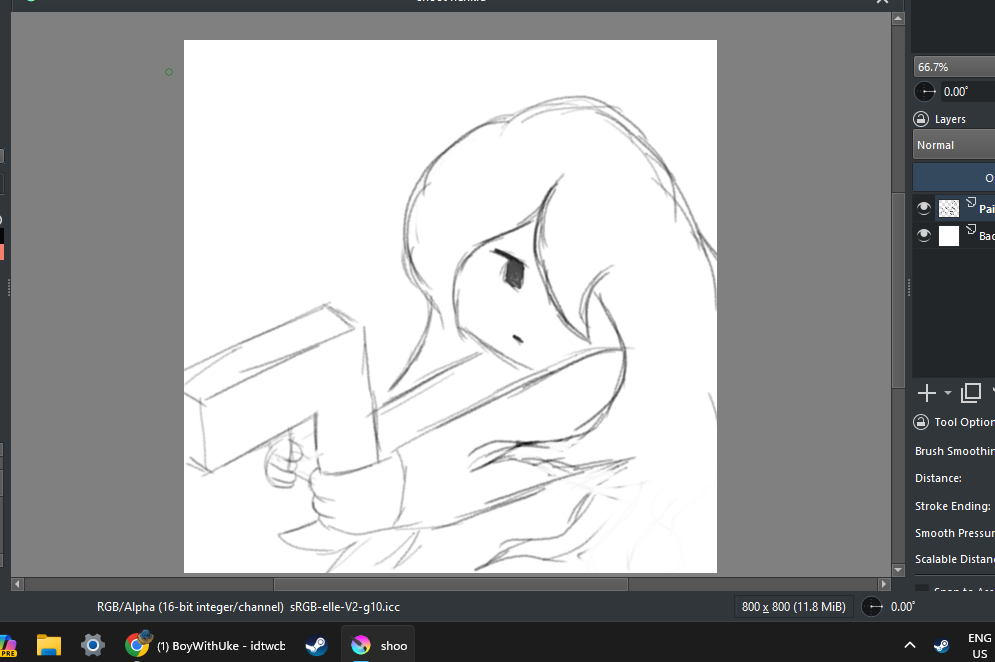 66.7%
0.00°
Layers
Normal
Pai
Bac
Tool Option
Brush Smoothin
Distance:
Stroke Ending:
Smooth Pressur
Scalable Distanc
RGB/Alpha (16-bit integer/channel) sRGB-elle-V2-g10.icc
800 x 800 (11.8 MiB)
0.00°
PRE
(1) BoyWithUke - idtwcb
shoo
ENG
US